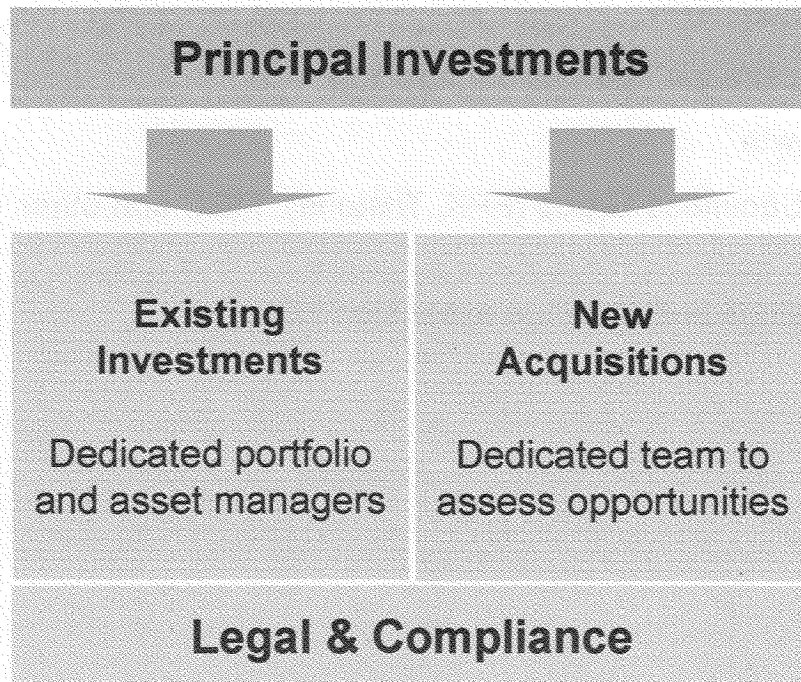 Principal Investments
Existing
Investments
Dedicated portfolio
and asset managers
New
Acquisitions
Dedicated team to
assess opportunities
Legal & Compliance